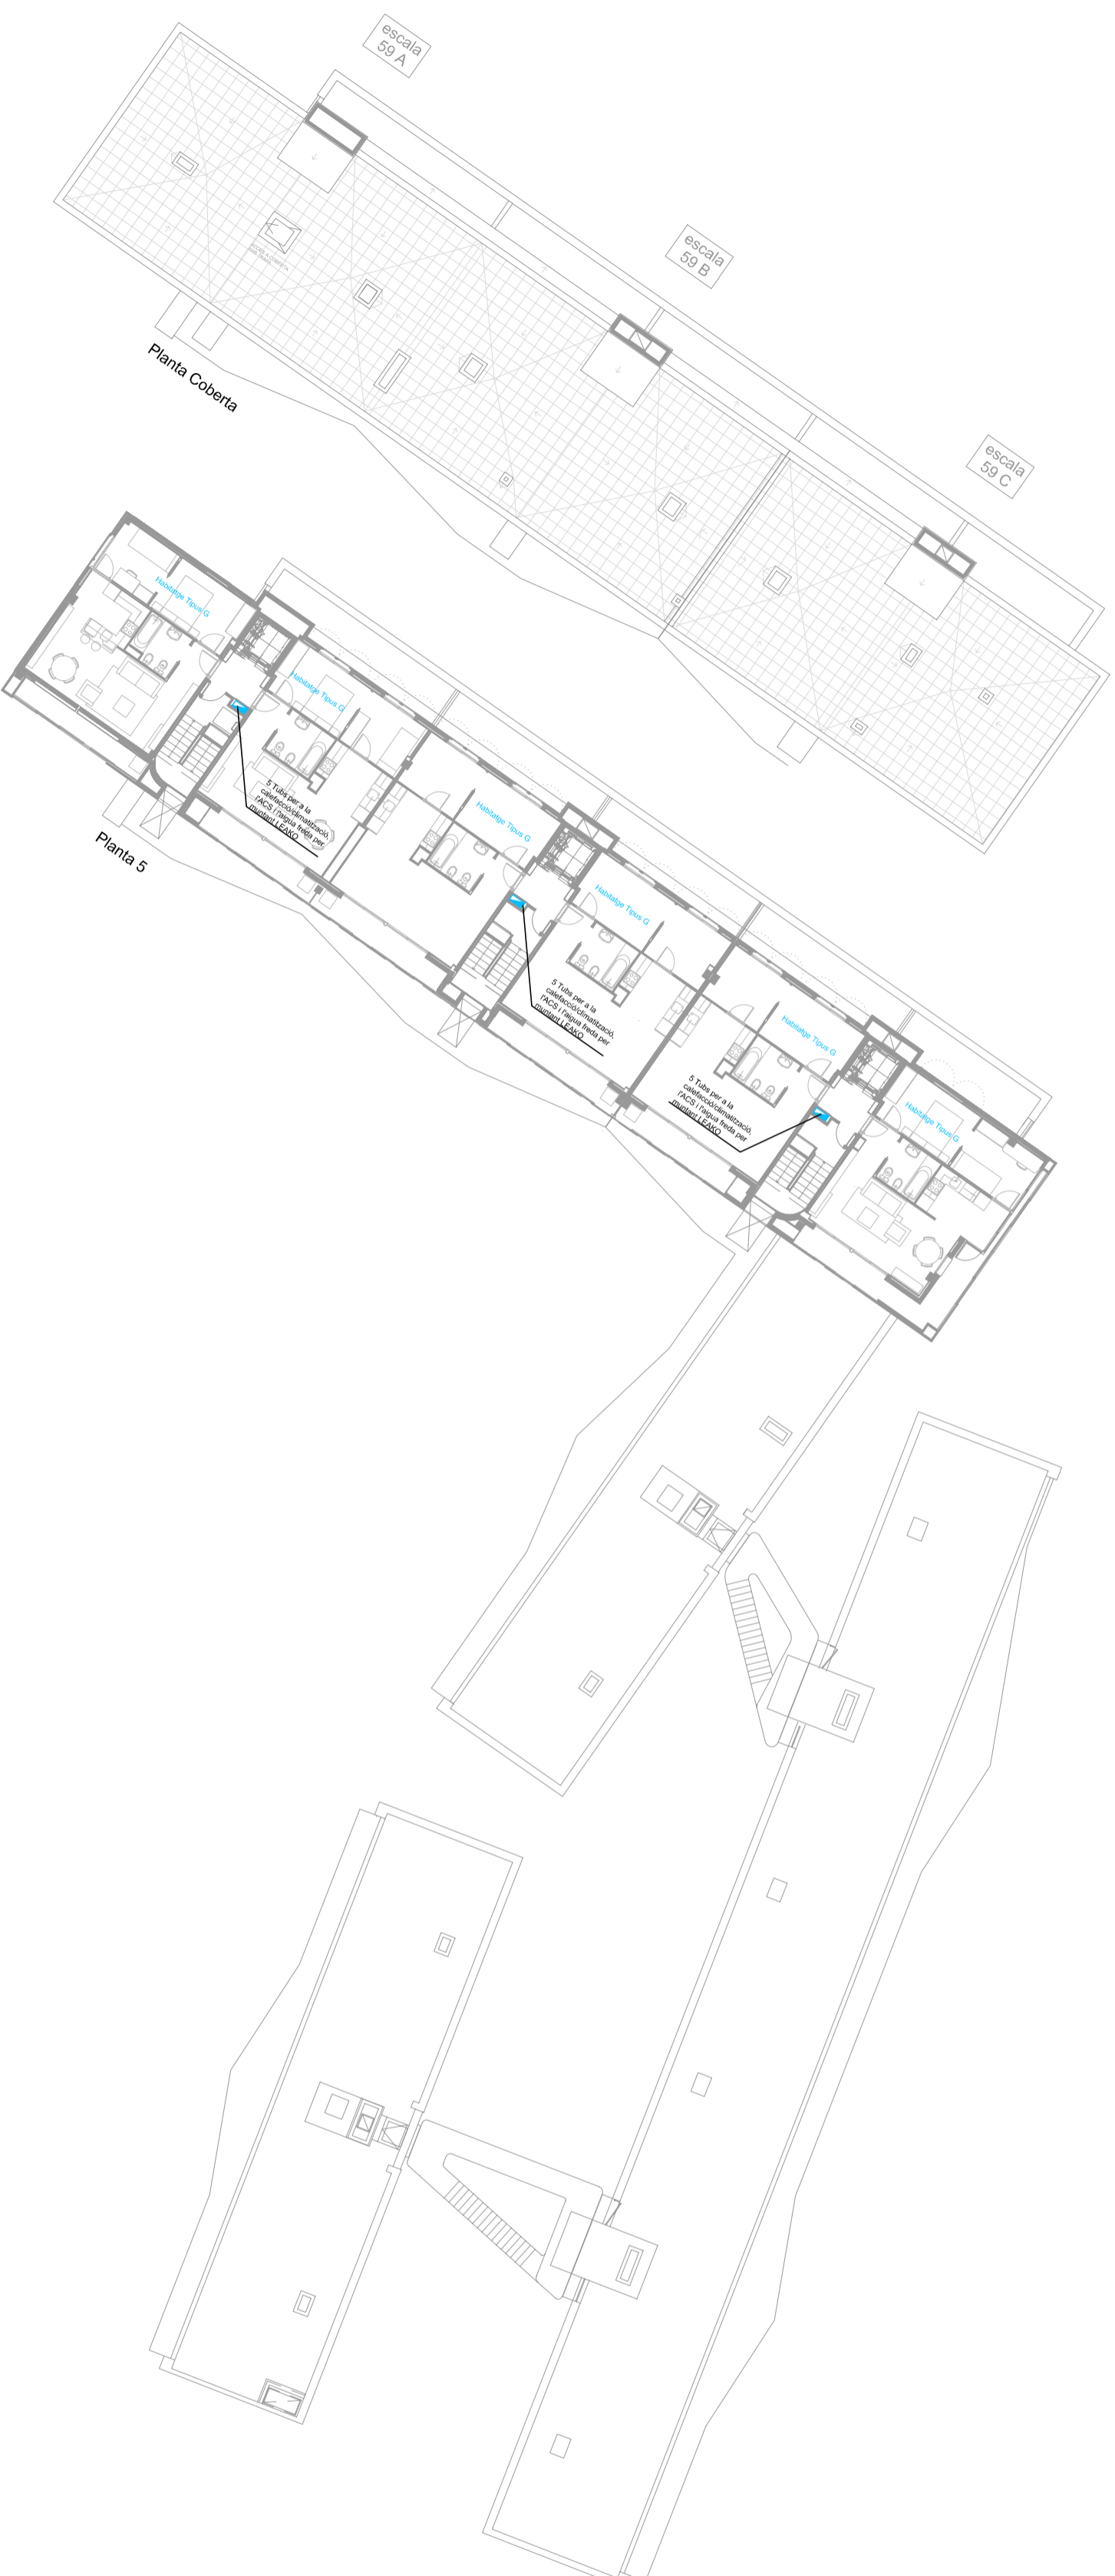 escala
59 A
escala
59 B
escala
59 C
Planta Coberta
Habitatge Tipus G
Habitatge Tipus G
Habitatge Tipus G
Habitatge Tipus G
Habitatge Tipus G
Habitatge Tipus G
5 Tubs per a la
calefacció/climatització,
l'ACS i l'aigua freda per
muntant LEAKO
5 Tubs per a la
calefacció/climatització,
l'ACS i l'aigua freda per
muntant LEAKO
5 Tubs per a la
calefacció/climatització,
l'ACS i l'aigua freda per
muntant LEAKO
Planta 5